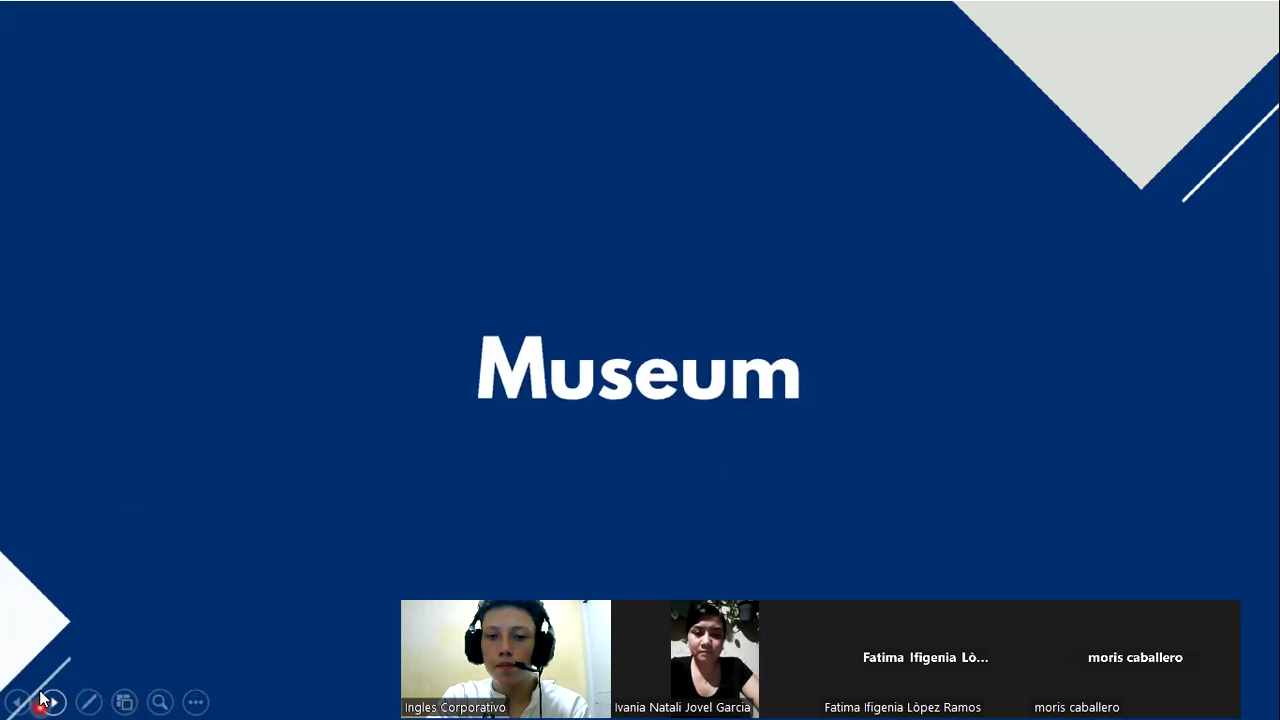 Museum
Fatima Ifigenia Lò...
moris caballero
Ingles Corporativo
Ivania Natali Jovel Garcia
Fatima Ifigenia Lòpez Ramos
moris caballero